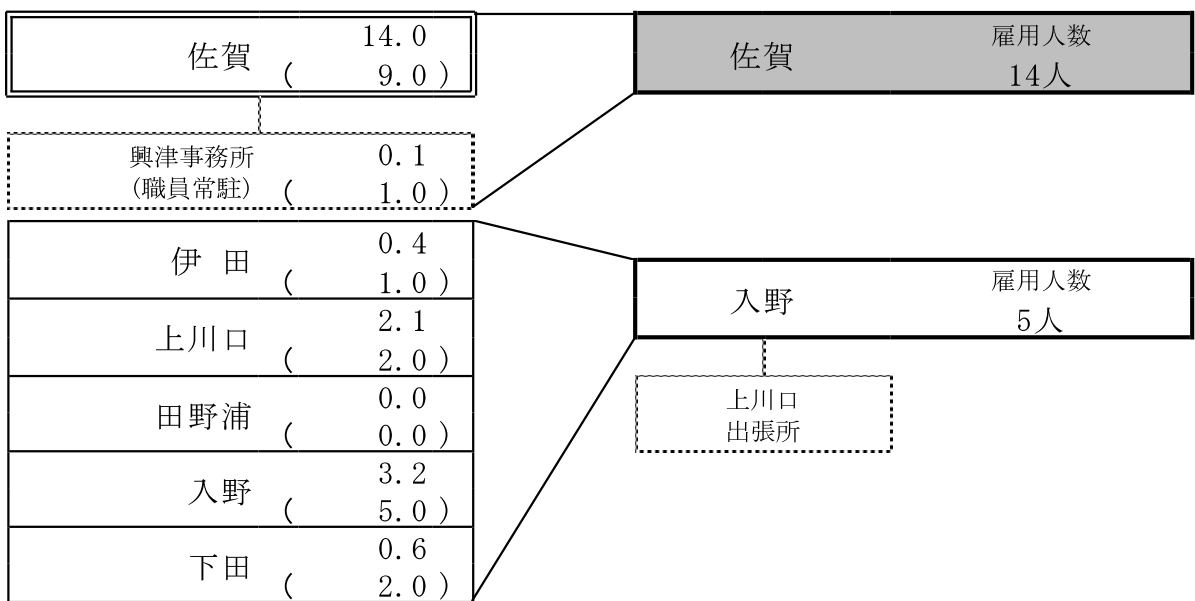 佐賀 14.0
( 9.0 )
興津事務所 0.1
(職員常駐) ( 1.0 )
伊 田 0.4
( 1.0 )
上川口 2.1
( 2.0 )
田野浦 0.0
( 0.0 )
入野 3.2
( 5.0 )
下田 0.6
( 2.0 )
佐賀 雇用人数
14人
入野 雇用人数
5人
上川口
出張所